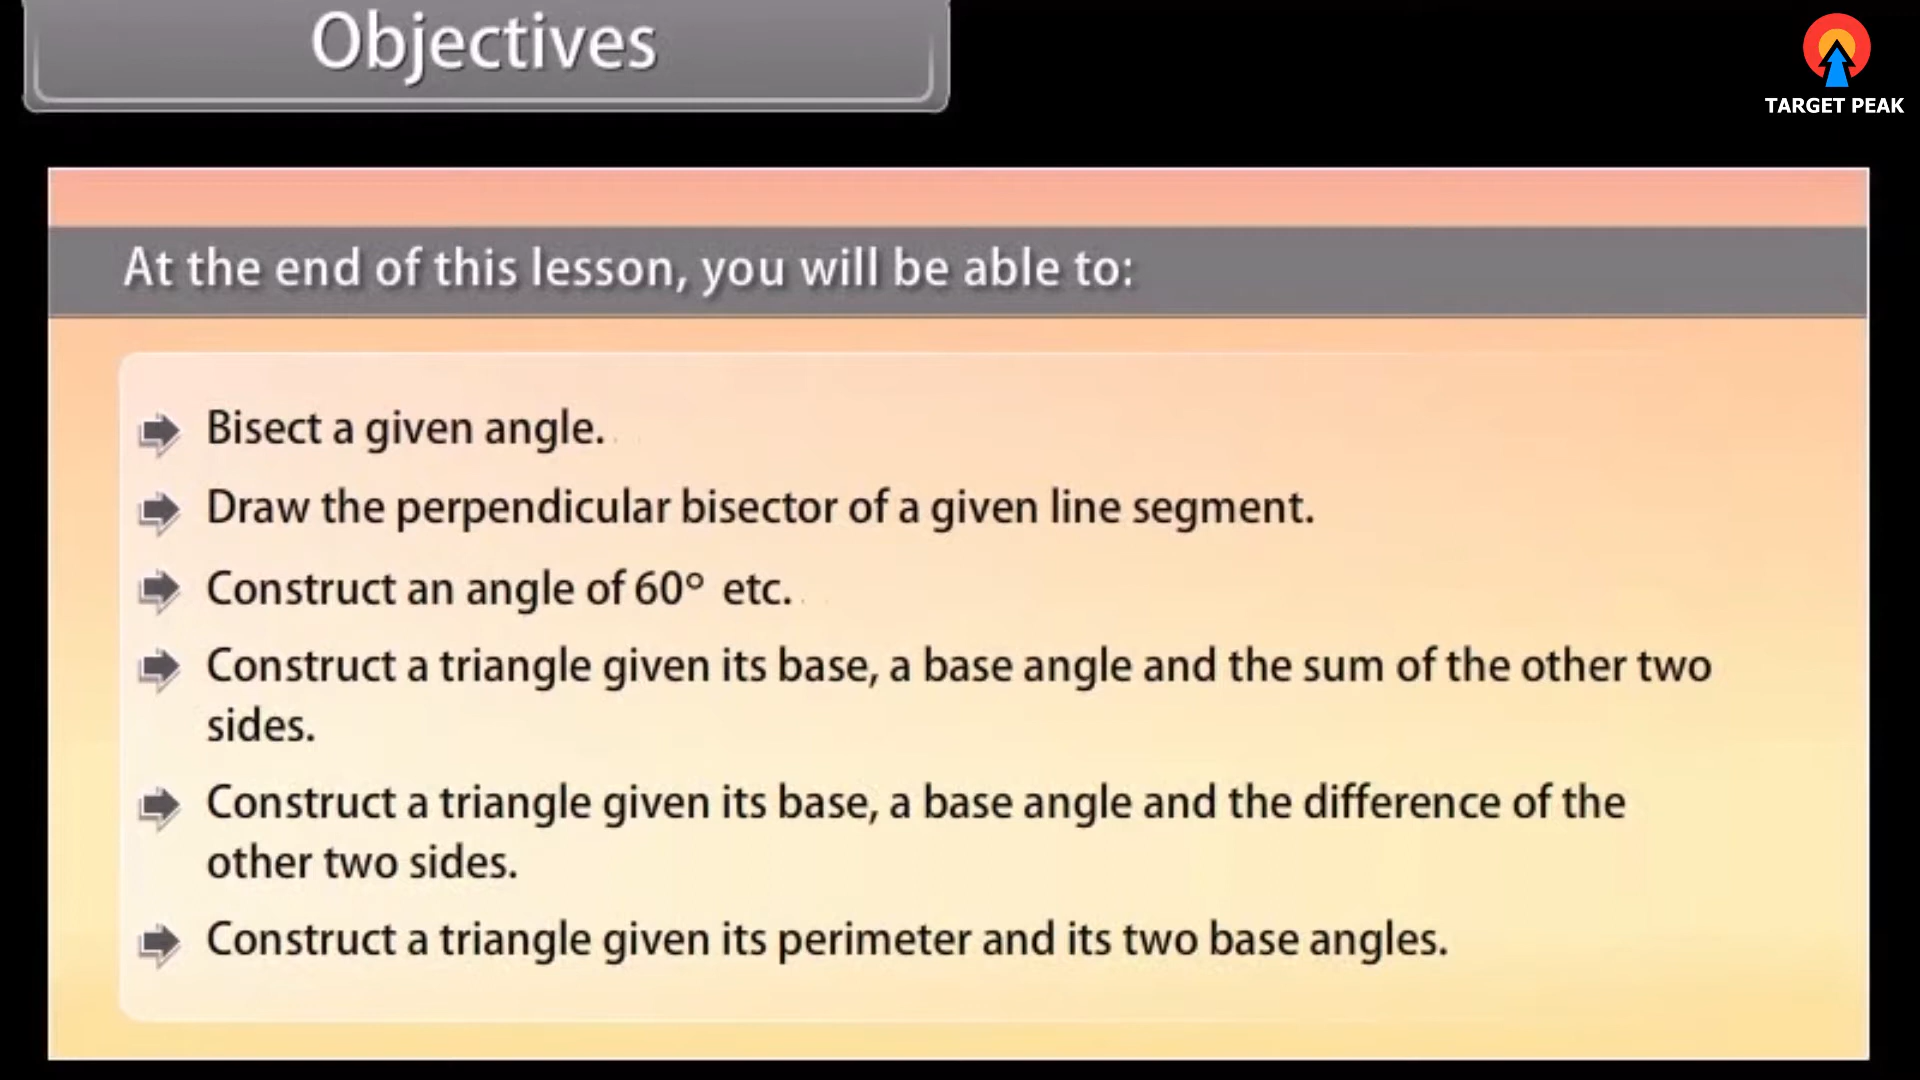 Objectives
TARGET PEAK
At the end of this lesson, you will be able to:
Bisect a given angle.
Draw the perpendicular bisector of a given line segment.
Construct an angle of 60° etc.
Construct a triangle given its base, a base angle and the sum of the other two
sides.
Construct a triangle given its base, a base angle and the difference of the
other two sides.
Construct a triangle given its perimeter and its two base angles.